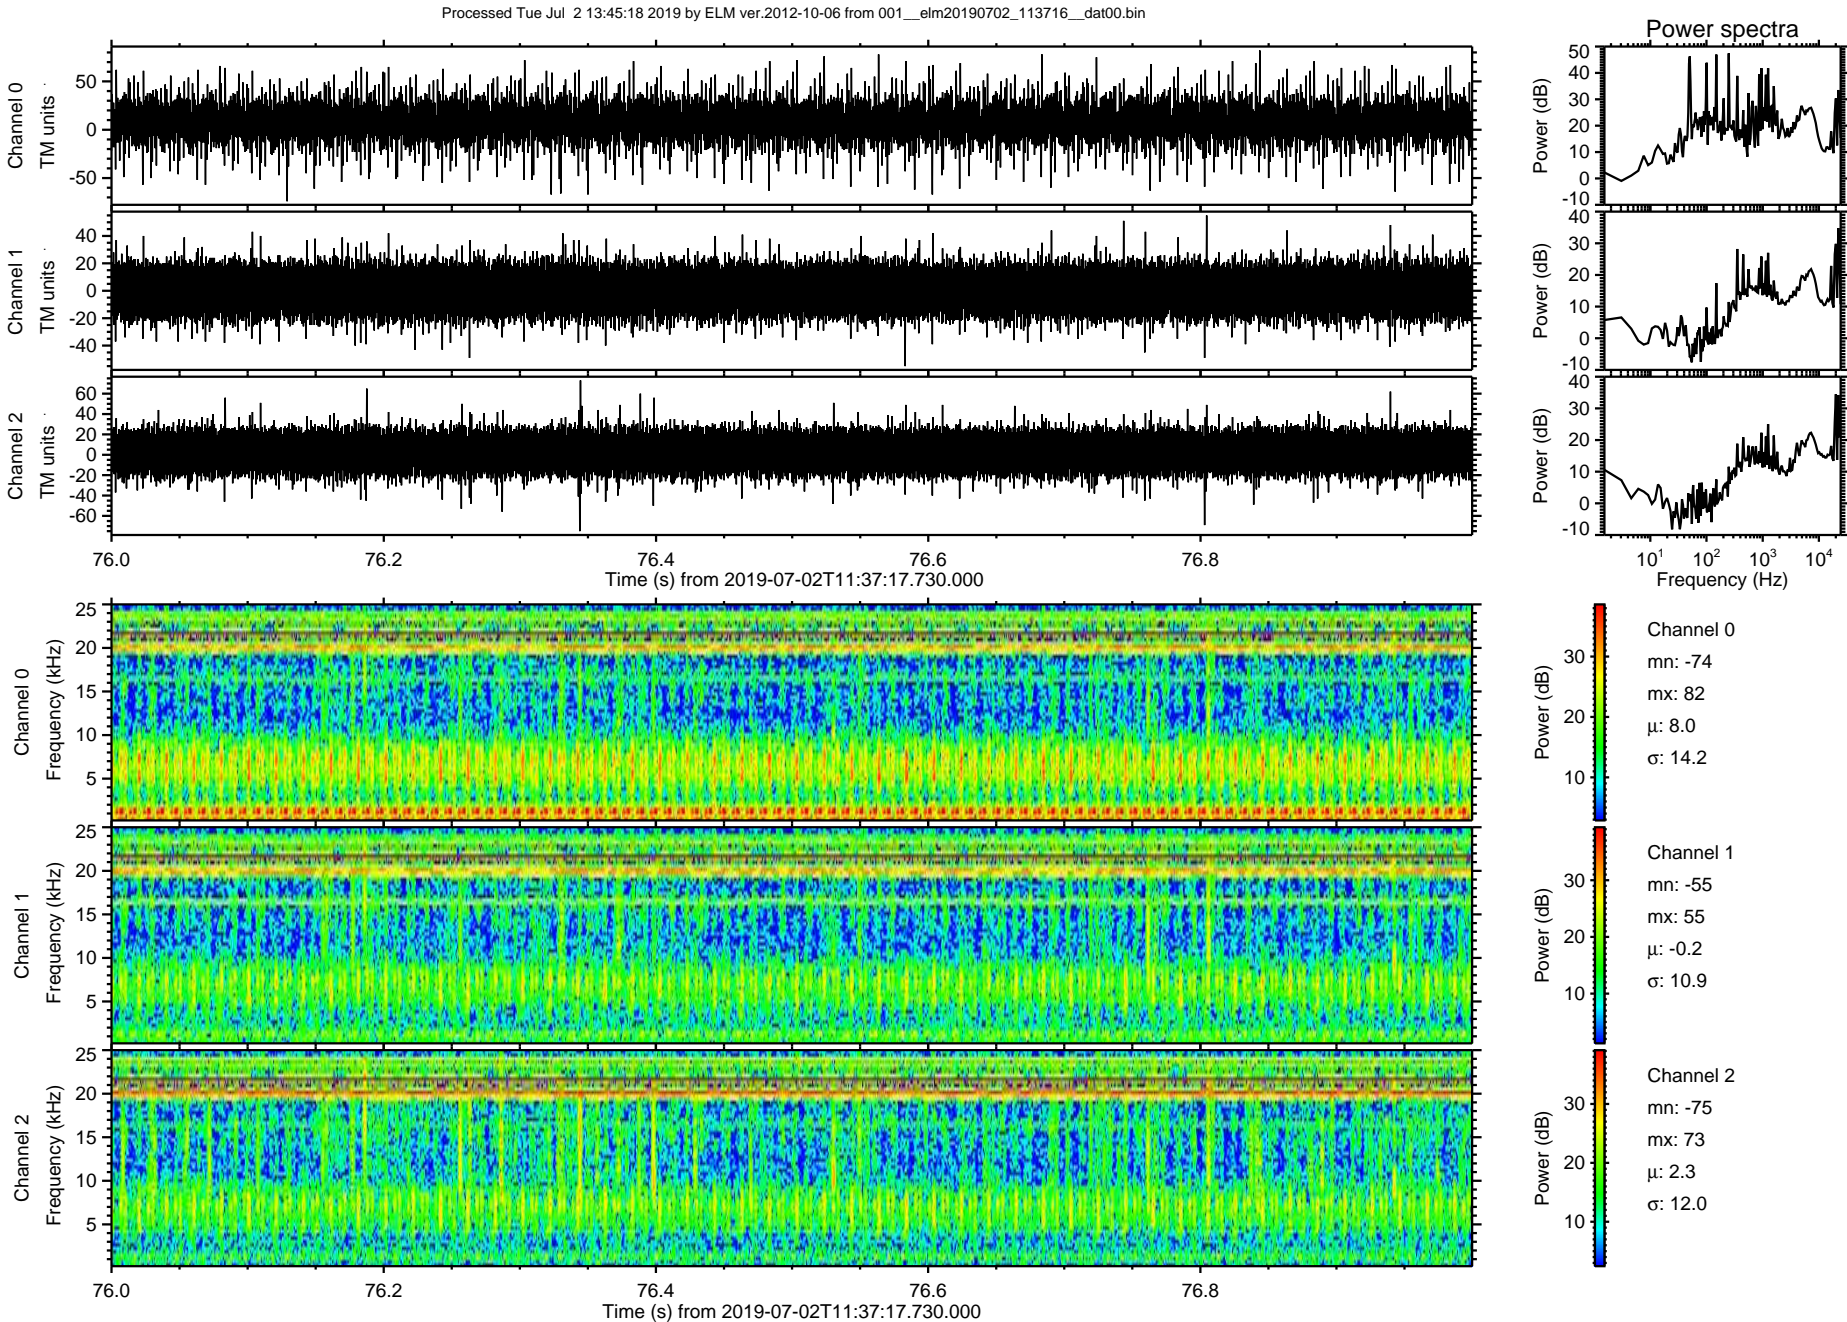 Processed Tue Jul  2 13:45:18 2019 by ELM ver.2012-10-06 from 001__elm20190702_113716__dat00.bin
Power spectra
Channel 0
TM units
50
0
-50
Power (dB)
50
40
30
20
10
0
-10
Channel 1
TM units
40
20
0
-20
-40
Power (dB)
40
30
20
10
0
-10
Channel 2
TM units
60
40
20
0
-20
-40
-60
Power (dB)
40
30
20
10
0
-10
76.0 76.2 76.4 76.6 76.8
Time (s) from 2019-07-02T11:37:17.730.000
10^1 10^2 10^3 10^4
Frequency (Hz)
Channel 0
Frequency (kHz)
25
20
15
10
5
Power (dB)
30
20
10
Channel 0
mn: -74
mx: 82
μ: 8.0
σ: 14.2
Channel 1
Frequency (kHz)
25
20
15
10
5
Power (dB)
30
20
10
Channel 1
mn: -55
mx: 55
μ: -0.2
σ: 10.9
Channel 2
Frequency (kHz)
25
20
15
10
5
Power (dB)
30
20
10
Channel 2
mn: -75
mx: 73
μ: 2.3
σ: 12.0
76.0 76.2 76.4 76.6 76.8
Time (s) from 2019-07-02T11:37:17.730.000